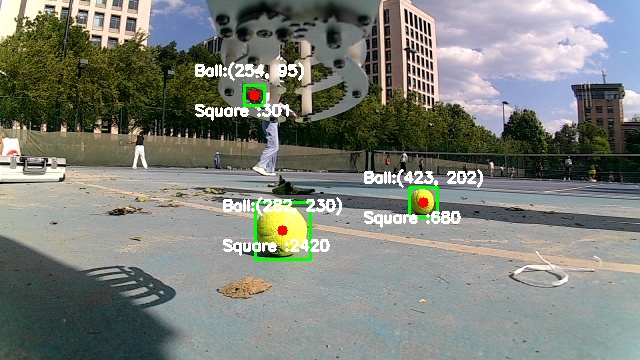 Ball:(254, 95)
Square :301
Ball:(423, 202)
Square :680
Ball:(282, 230)
Square :2420